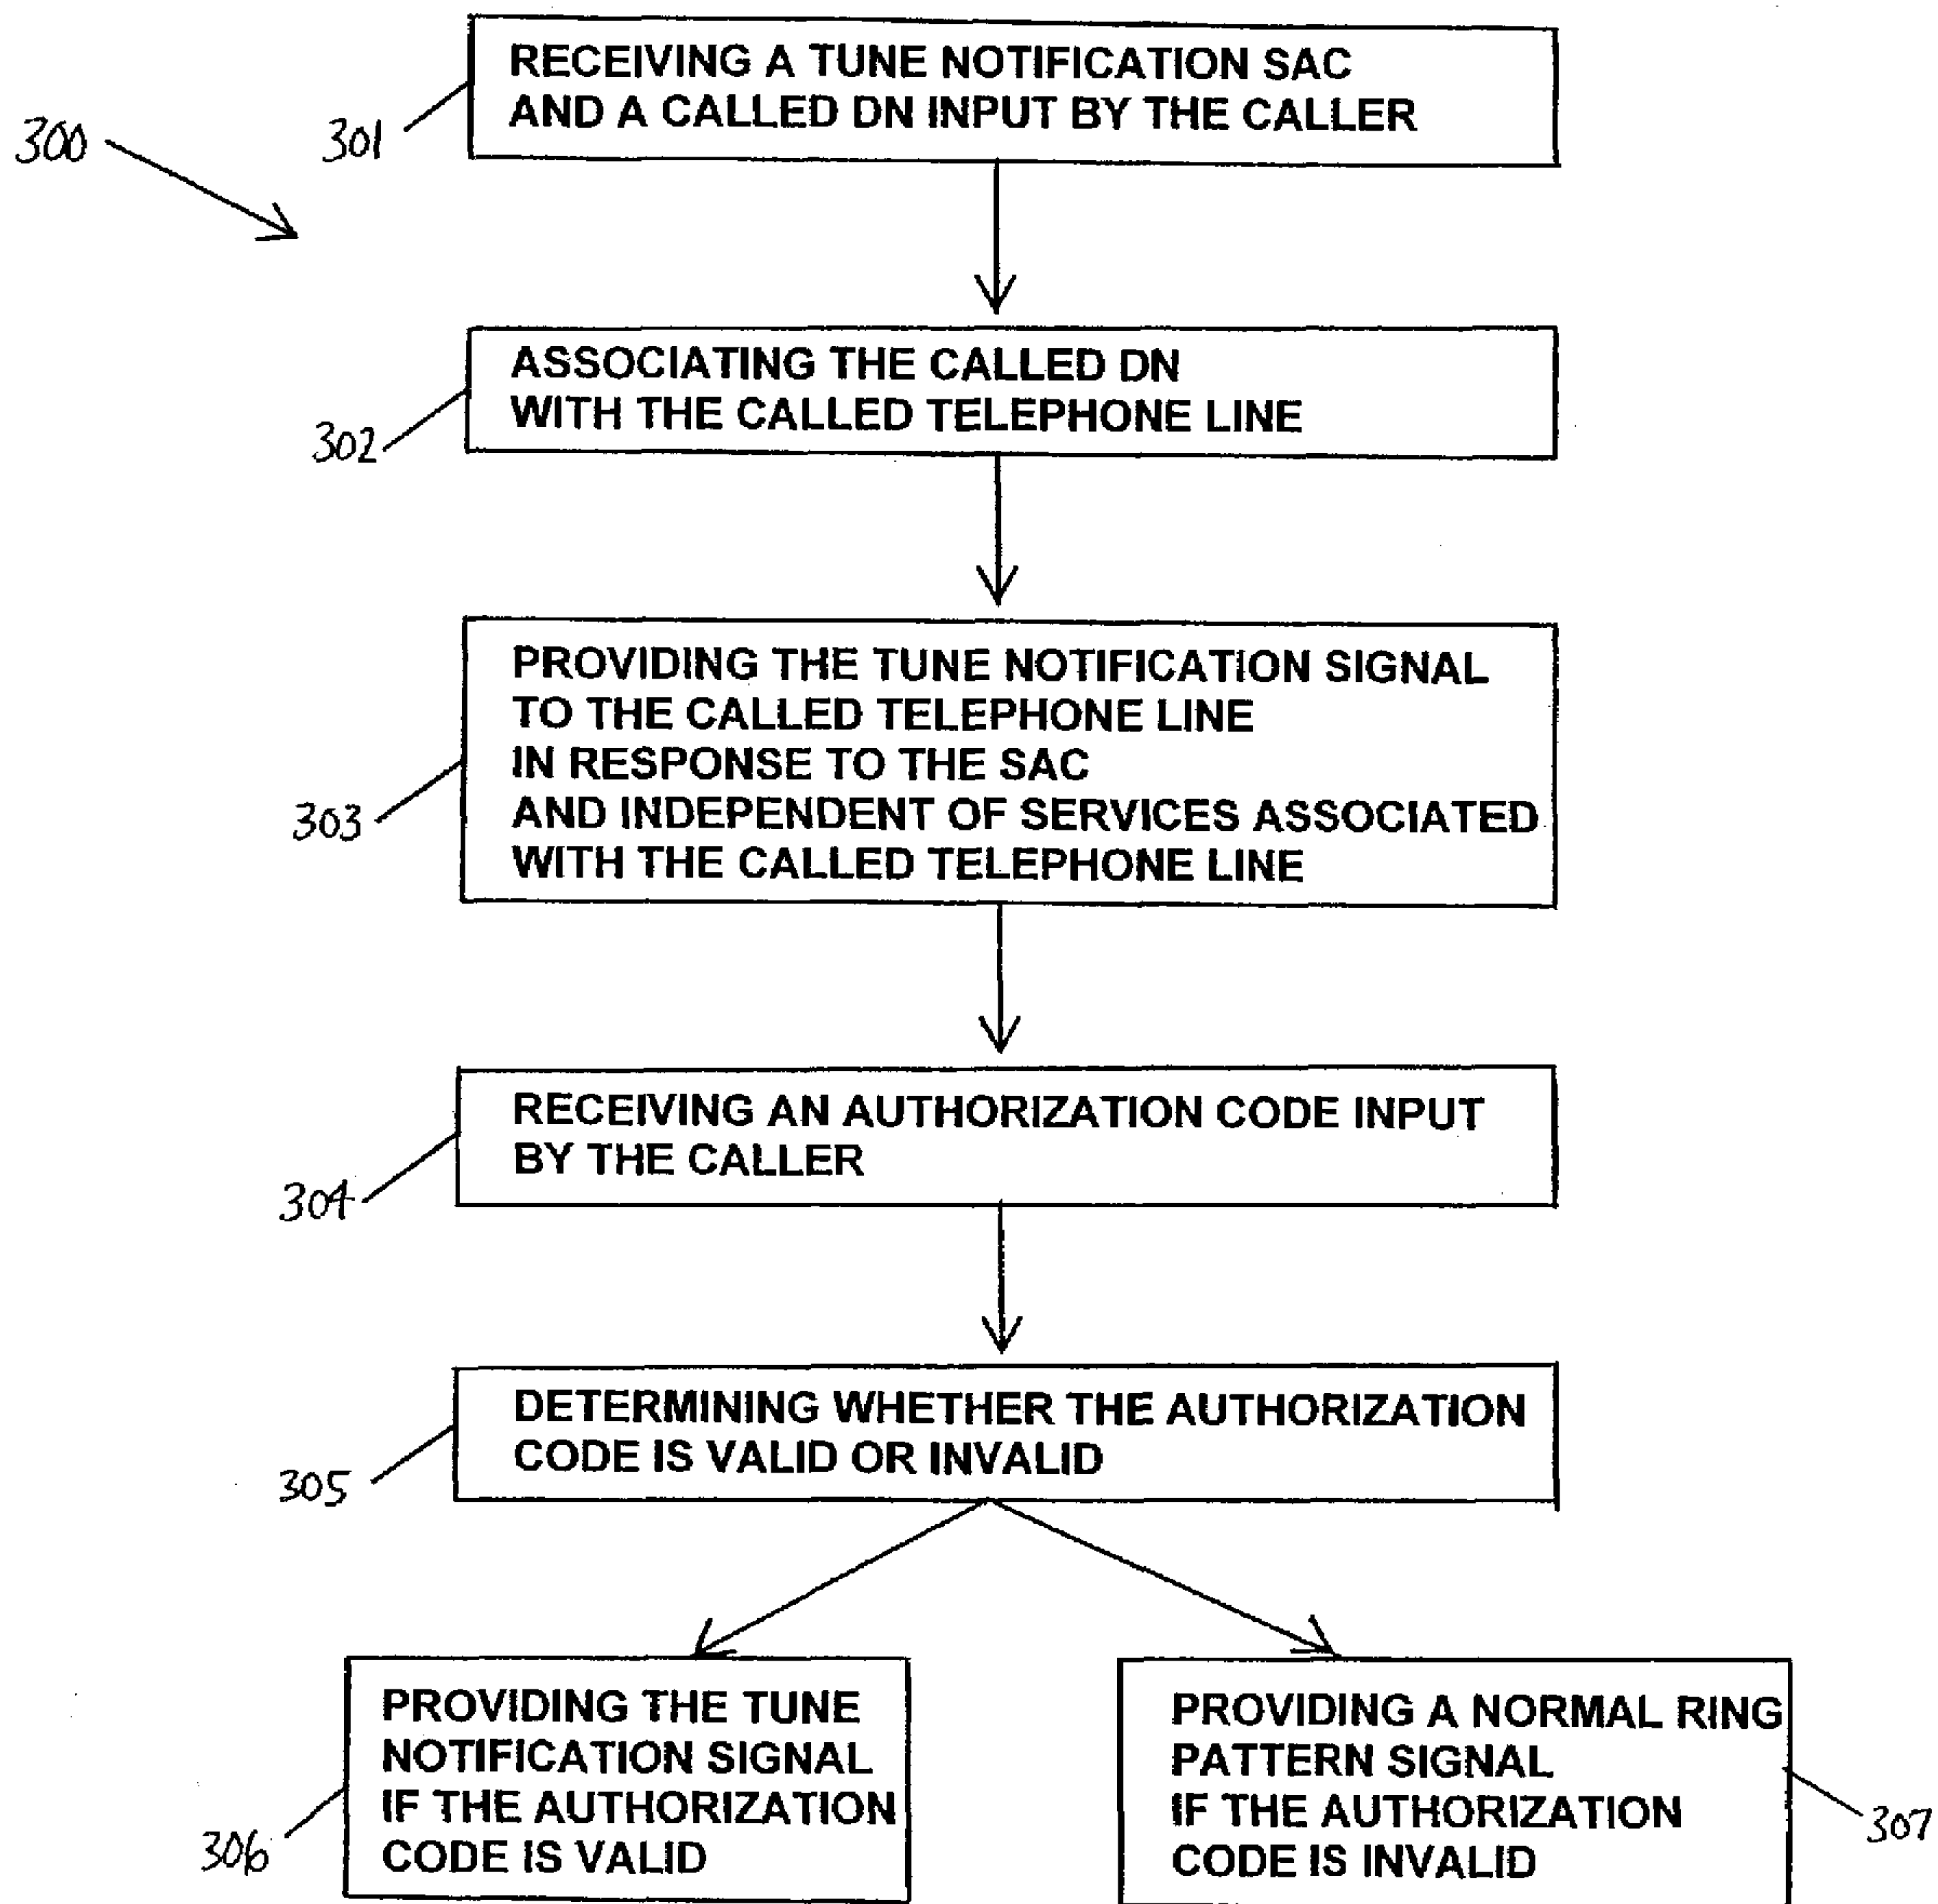 RECEIVING A TUNE NOTIFICATION SAC
AND A CALLED DN INPUT BY THE CALLER
300
301
ASSOCIATING THE CALLED DN
WITH THE CALLED TELEPHONE LINE
302
PROVIDING THE TUNE NOTIFICATION SIGNAL
TO THE CALLED TELEPHONE LINE
IN RESPONSE TO THE SAC
AND INDEPENDENT OF SERVICES ASSOCIATED
WITH THE CALLED TELEPHONE LINE
303
RECEIVING AN AUTHORIZATION CODE INPUT
BY THE CALLER
304
DETERMINING WHETHER THE AUTHORIZATION
CODE IS VALID OR INVALID
305
PROVIDING THE TUNE
NOTIFICATION SIGNAL
IF THE AUTHORIZATION
CODE IS VALID
306
PROVIDING A NORMAL RING
PATTERN SIGNAL
IF THE AUTHORIZATION
CODE IS INVALID
307